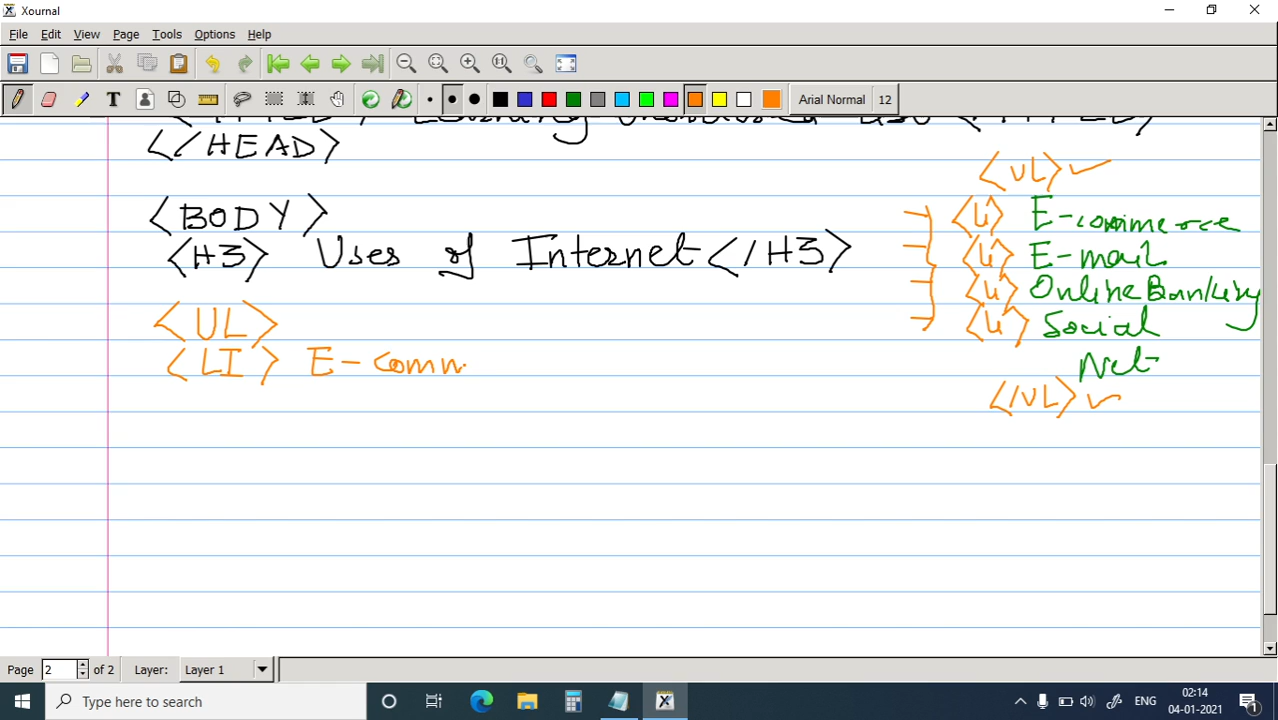 Xournal
File Edit View Page Tools Options Help
Arial Normal 12
</HEAD>
<BODY>
<H3> Uses of Internet</H3>
<UL>
<LI> E-comm
<UL>
<LI> E-commerce
<LI> E-mail
<LI> Online Banking
<LI> Social
Net
</UL>
Page 2 of 2 Layer: Layer 1
Type here to search
ENG
02:14
04-01-2021
1